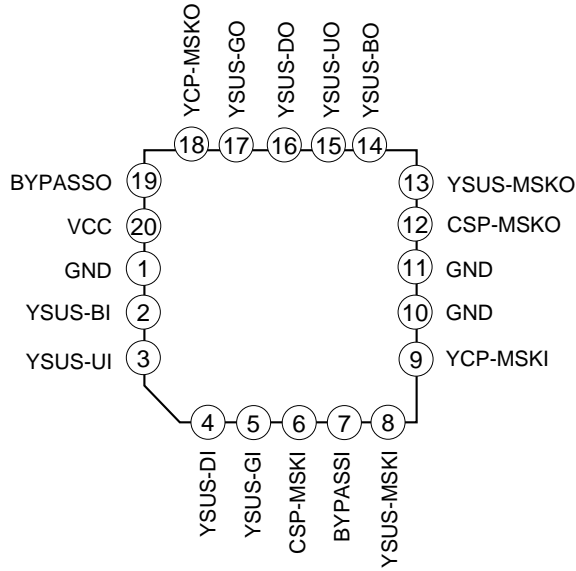 YCP-MSKO
YSUS-GO
YSUS-DO
YSUS-UO
YSUS-BO
18
17
16
15
14
BYPASSO
19
VCC
20
GND
1
YSUS-BI
2
YSUS-UI
3
13
YSUS-MSKO
12
CSP-MSKO
11
GND
10
GND
9
YCP-MSKI
4
5
6
7
8
YSUS-DI
YSUS-GI
CSP-MSKI
BYPASSI
YSUS-MSKI